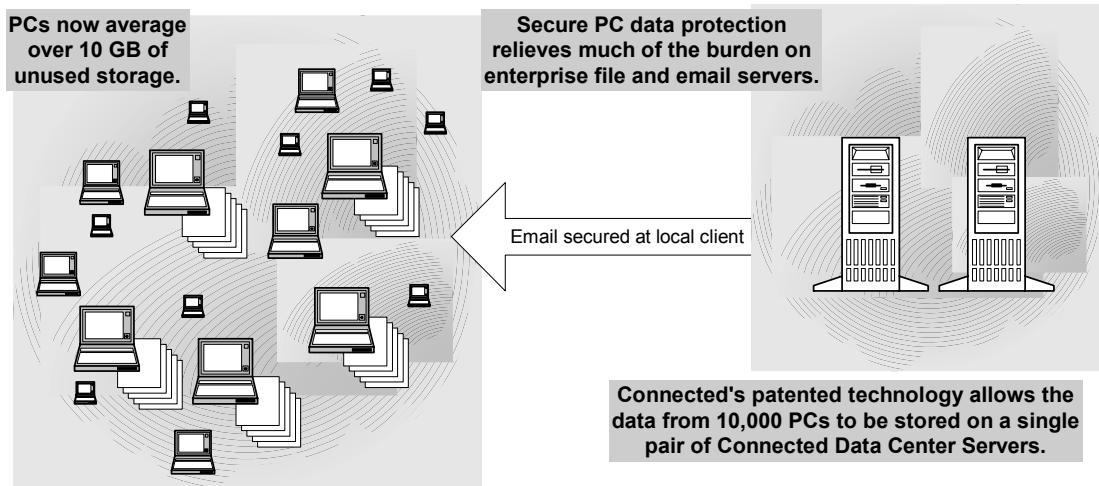 PCs now average
over 10 GB of
unused storage.
Secure PC data protection
relieves much of the burden on
enterprise file and email servers.
Email secured at local client
Connected's patented technology allows the
data from 10,000 PCs to be stored on a single
pair of Connected Data Center Servers.